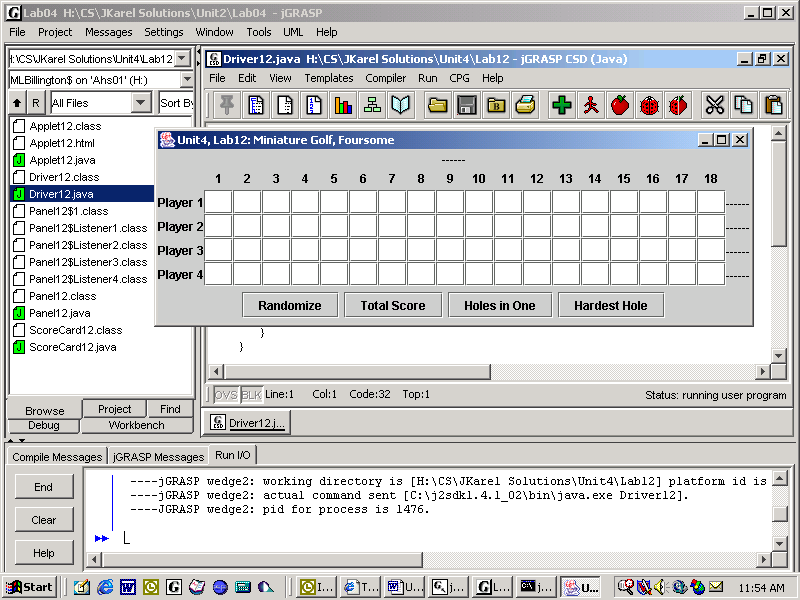 Lab04  H:\CS\JKarel Solutions\Unit2\Lab04  - jGRASP
File Project Messages Settings Window Tools UML Help
l:\CS\JKarel Solutions\Unit4\Lab12
MLBillington$ on 'Ahs01' (H:)
R All Files Sort By
Applet12.class
Applet12.html
Applet12.java
Driver12.class
Driver12.java
Panel12$1.class
Panel12$Listener1.class
Panel12$Listener2.class
Panel12$Listener3.class
Panel12$Listener4.class
Panel12.class
Panel12.java
ScoreCard12.class
ScoreCard12.java
Browse Project Find
Debug Workbench
Driver12.java  H:\CS\JKarel Solutions\Unit4\Lab12 - jGRASP CSD (Java)
File Edit View Templates Compiler Run CPG Help
Unit4, Lab12: Miniature Golf, Foursome
------
1 2 3 4 5 6 7 8 9 10 11 12 13 14 15 16 17 18
Player 1 ------
Player 2 ------
Player 3 ------
Player 4 ------
Randomize Total Score Holes in One Hardest Hole
}
}
OVS BLK Line:1 Col:1 Code:32 Top:1 Status: running user program
Driver12.j...
Compile Messages jGRASP Messages Run I/O
End
Clear
Help
----jGRASP wedge2: working directory is [H:\CS\JKarel Solutions\Unit4\Lab12] platform id is
----jGRASP wedge2: actual command sent [C:\j2sdk1.4.1_02\bin\java.exe Driver12].
----JGRASP wedge2: pid for process is 1476.
Start I... T... U... j... L... j... U... 11:54 AM